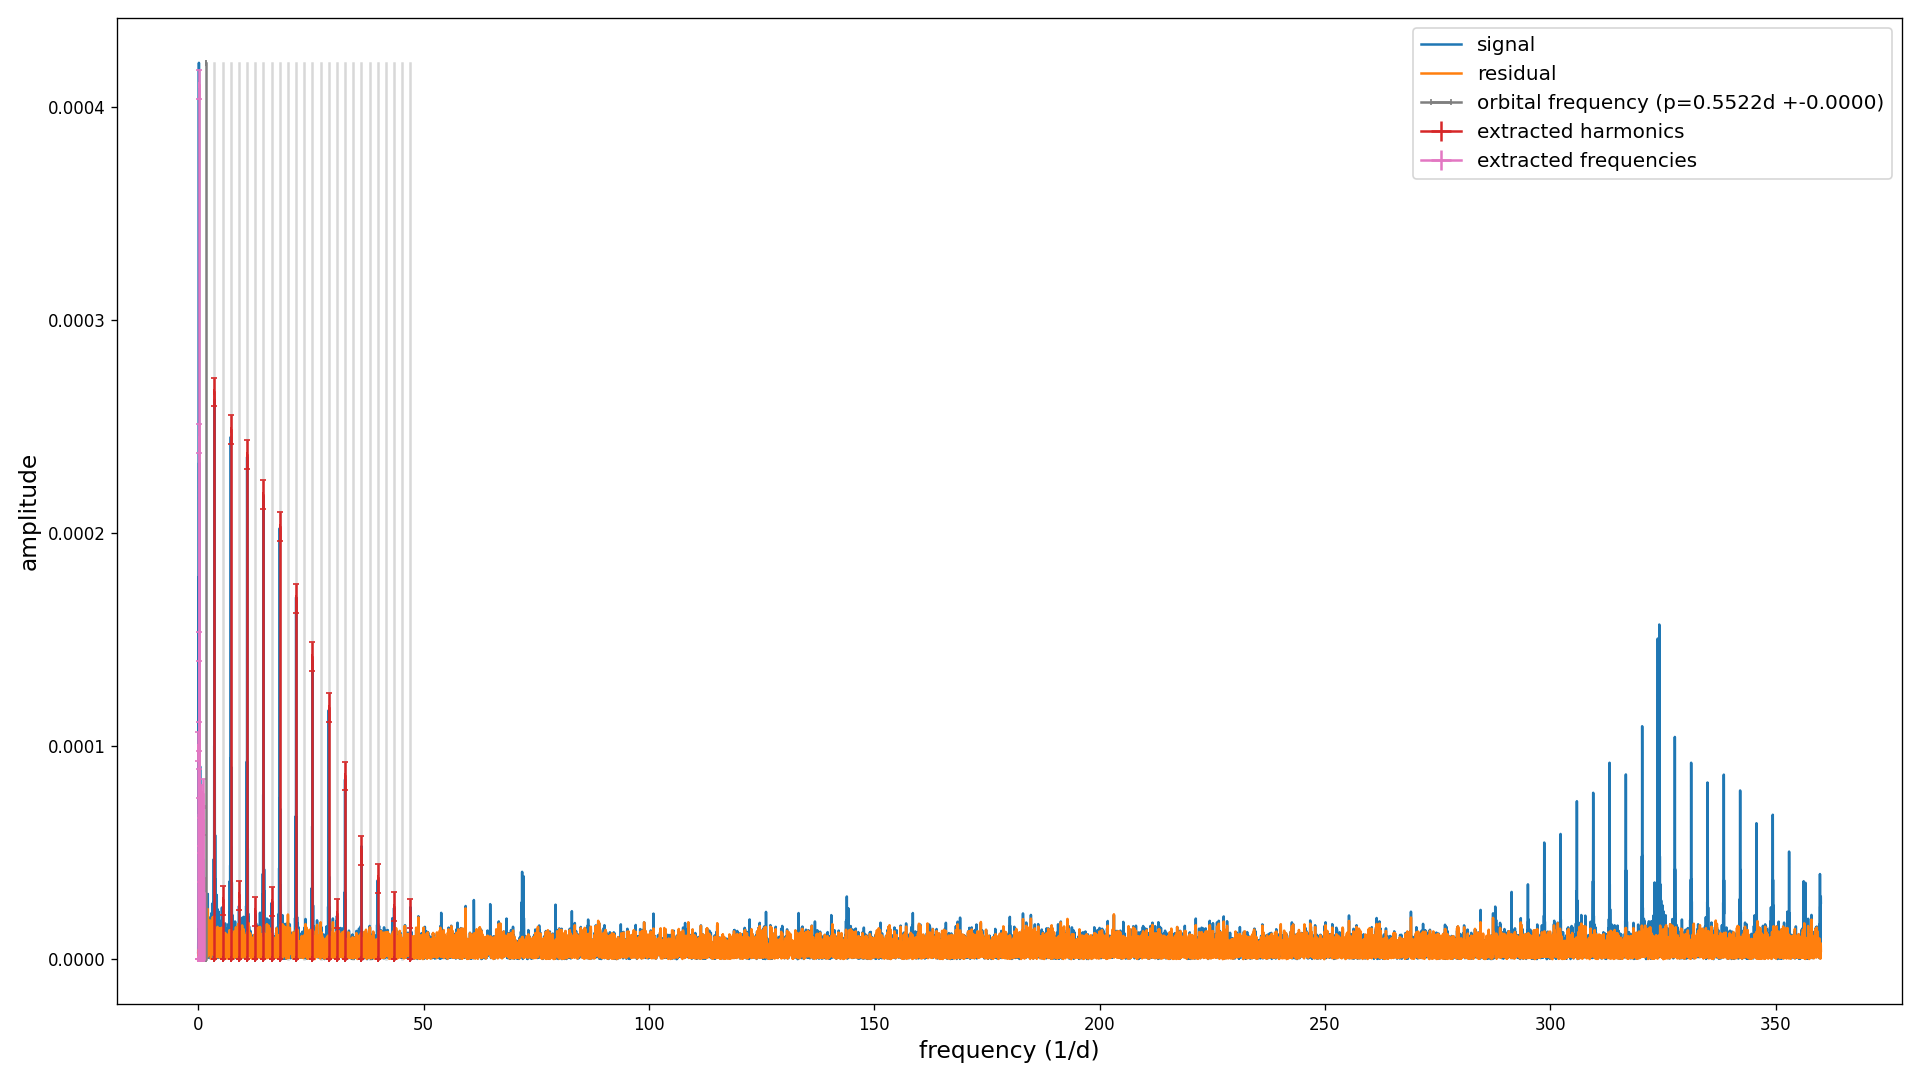 signal
residual
orbital frequency (p=0.5522d +-0.0000)
extracted harmonics
extracted frequencies
0.0004
0.0003
0.0002
0.0001
0.0000
amplitude
0 50 100 150 200 250 300 350
frequency (1/d)